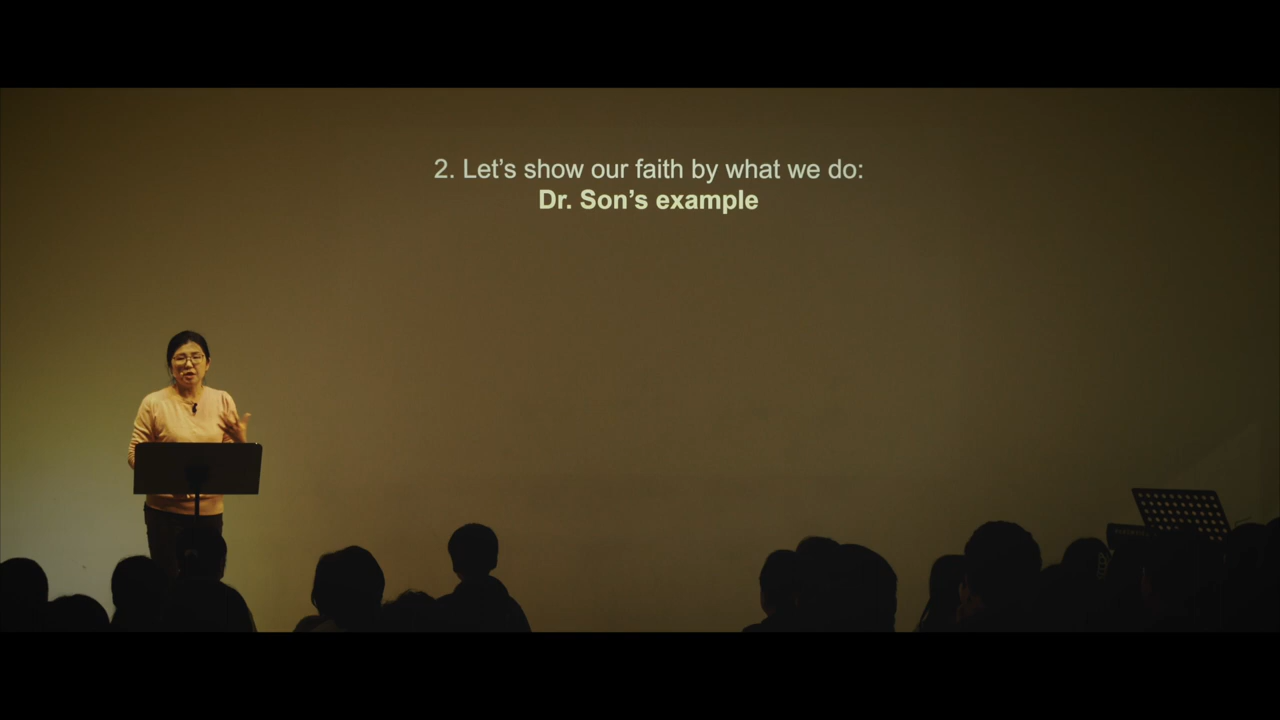 2. Let’s show our faith by what we do:
Dr. Son’s example